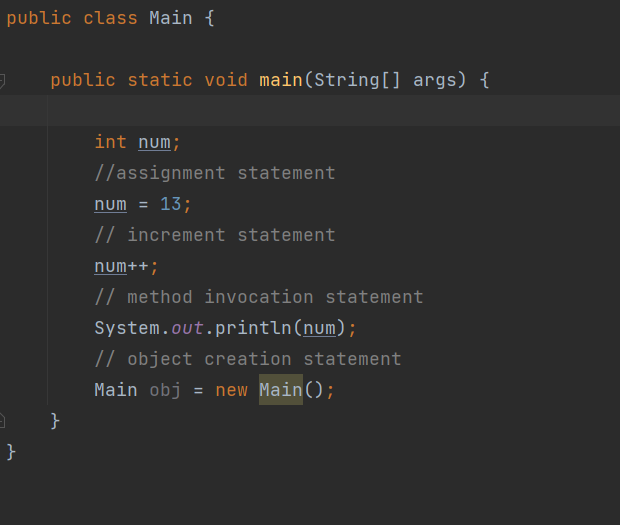 public class Main {
public static void main(String[] args) {
int num;
//assignment statement
num = 13;
// increment statement
num++;
// method invocation statement
System.out.println(num);
// object creation statement
Main obj = new Main();
}
}